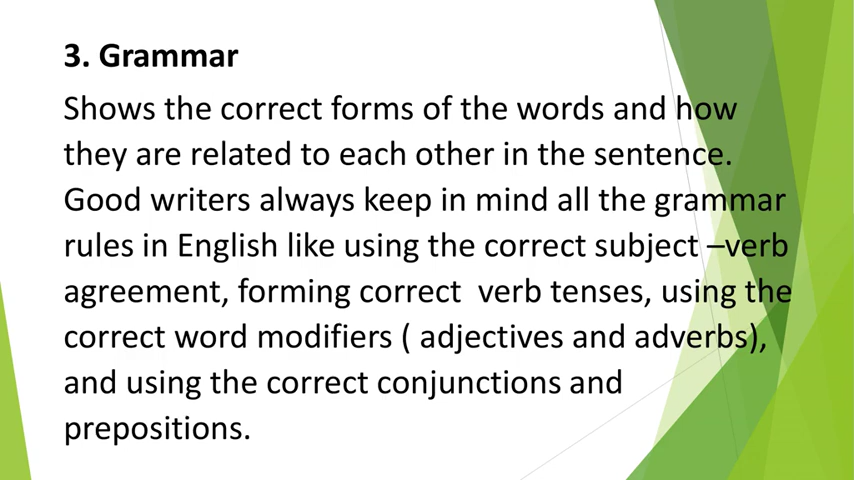 3. Grammar
Shows the correct forms of the words and how
they are related to each other in the sentence.
Good writers always keep in mind all the grammar
rules in English like using the correct subject –verb
agreement, forming correct  verb tenses, using the
correct word modifiers ( adjectives and adverbs),
and using the correct conjunctions and
prepositions.